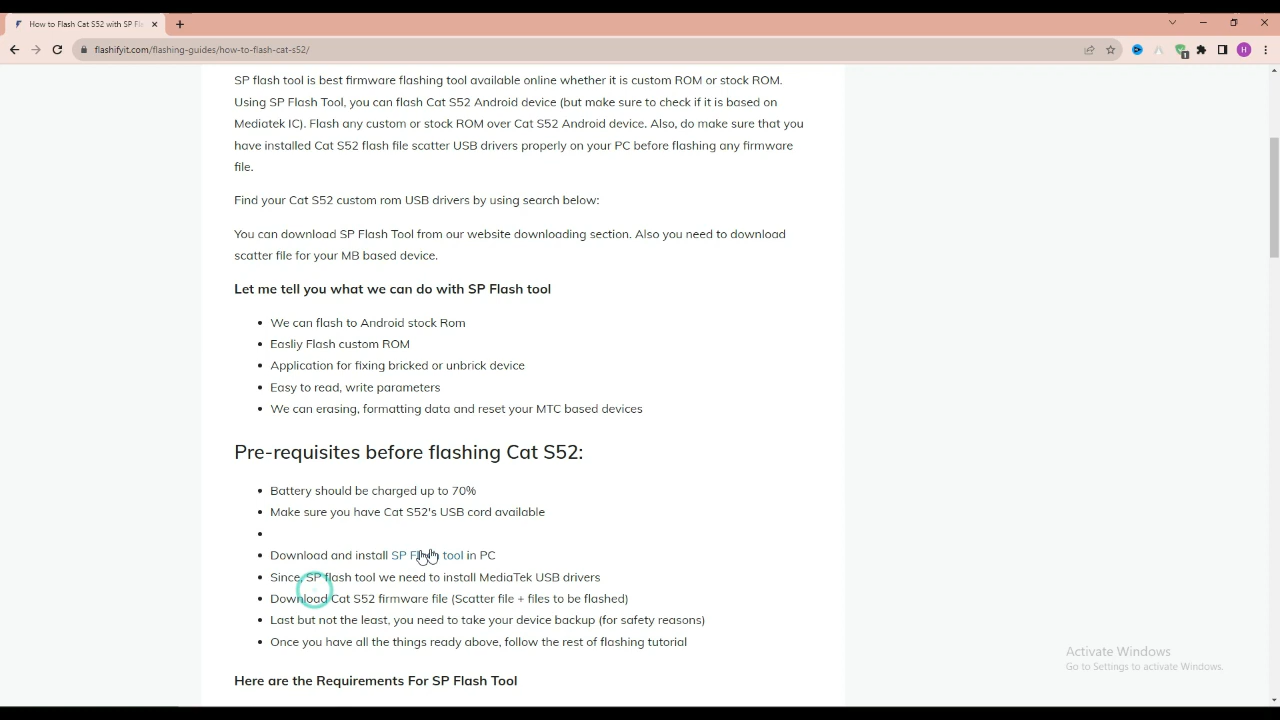 How to Flash Cat S52 with SP Fl
flashifyit.com/flashing-guides/how-to-flash-cat-s52/
1
H
SP flash tool is best firmware flashing tool available online whether it is custom ROM or stock ROM.
Using SP Flash Tool, you can flash Cat S52 Android device (but make sure to check if it is based on
Mediatek IC). Flash any custom or stock ROM over Cat S52 Android device. Also, do make sure that you
have installed Cat S52 flash file scatter USB drivers properly on your PC before flashing any firmware
file.
Find your Cat S52 custom rom USB drivers by using search below:
You can download SP Flash Tool from our website downloading section. Also you need to download
scatter file for your MB based device.
Let me tell you what we can do with SP Flash tool
• We can flash to Android stock Rom
• Easliy Flash custom ROM
• Application for fixing bricked or unbrick device
• Easy to read, write parameters
• We can erasing, formatting data and reset your MTC based devices
Pre-requisites before flashing Cat S52:
• Battery should be charged up to 70%
• Make sure you have Cat S52's USB cord available
•
• Download and install SP Flash tool in PC
• Since, SP flash tool we need to install MediaTek USB drivers
• Download Cat S52 firmware file (Scatter file + files to be flashed)
• Last but not the least, you need to take your device backup (for safety reasons)
• Once you have all the things ready above, follow the rest of flashing tutorial
Here are the Requirements For SP Flash Tool
Activate Windows
Go to Settings to activate Windows.